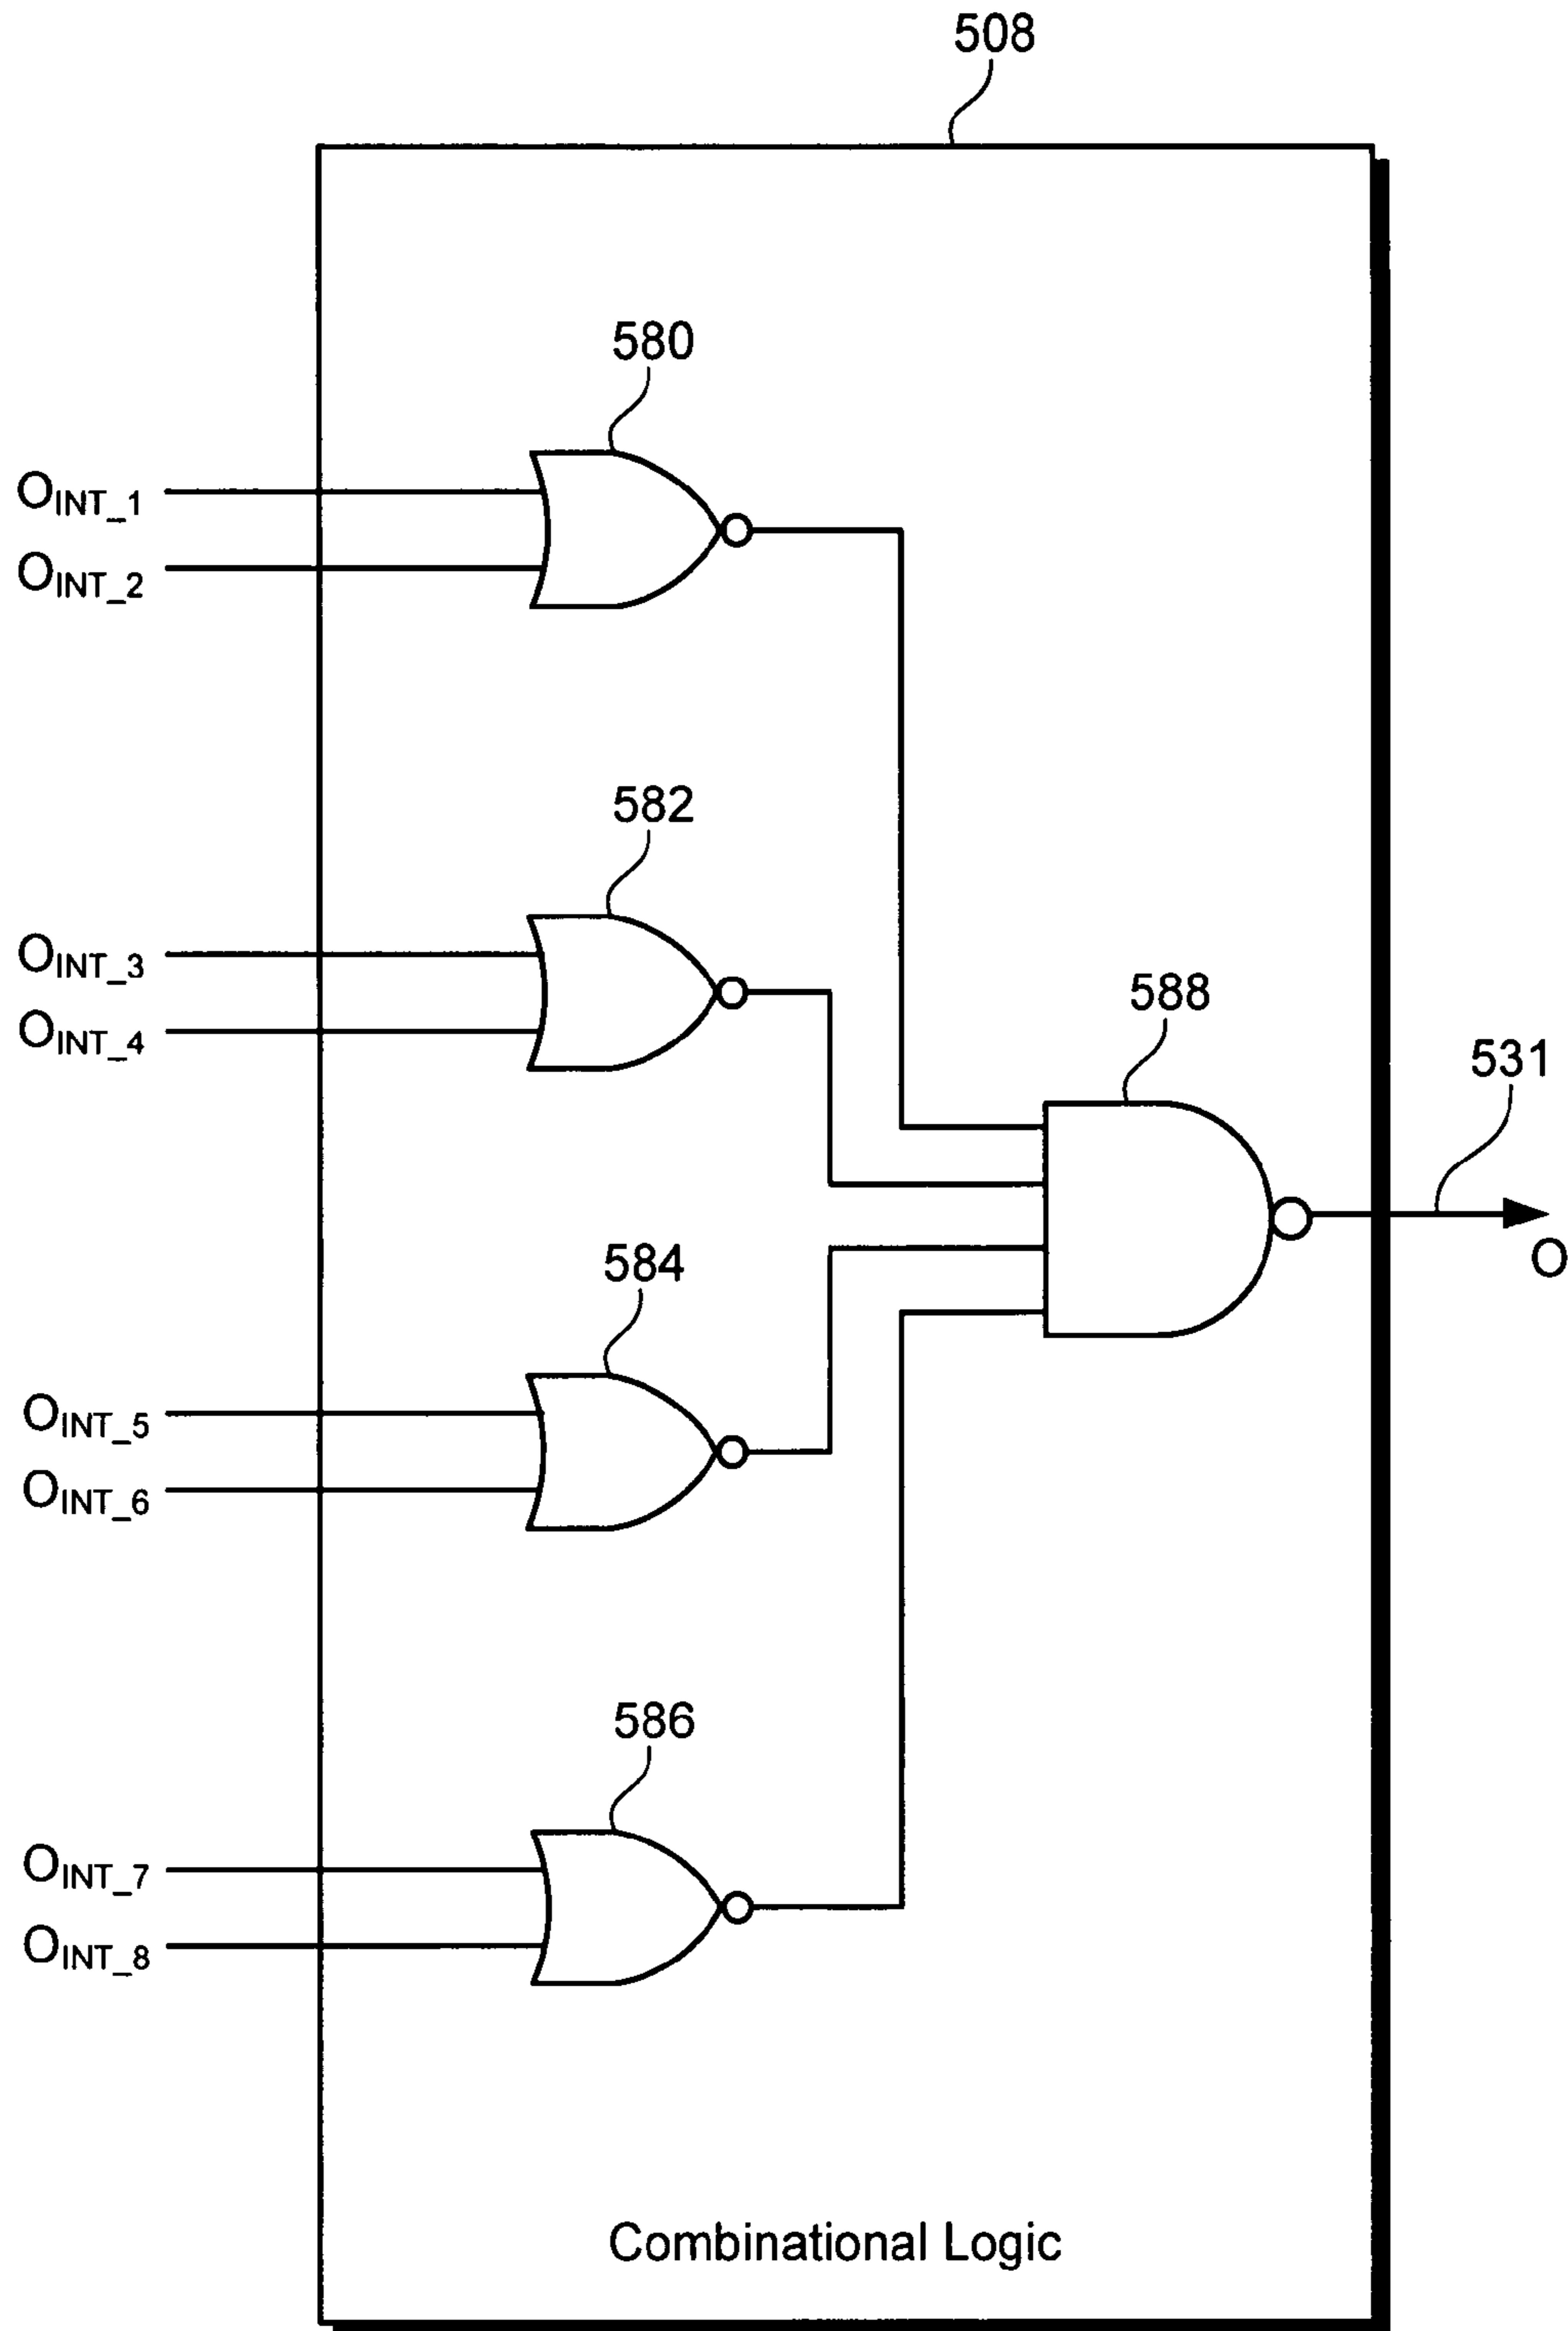 508
580
O_INT_1
O_INT_2
582
O_INT_3
O_INT_4
588
531
O
584
O_INT_5
O_INT_6
586
O_INT_7
O_INT_8
Combinational Logic